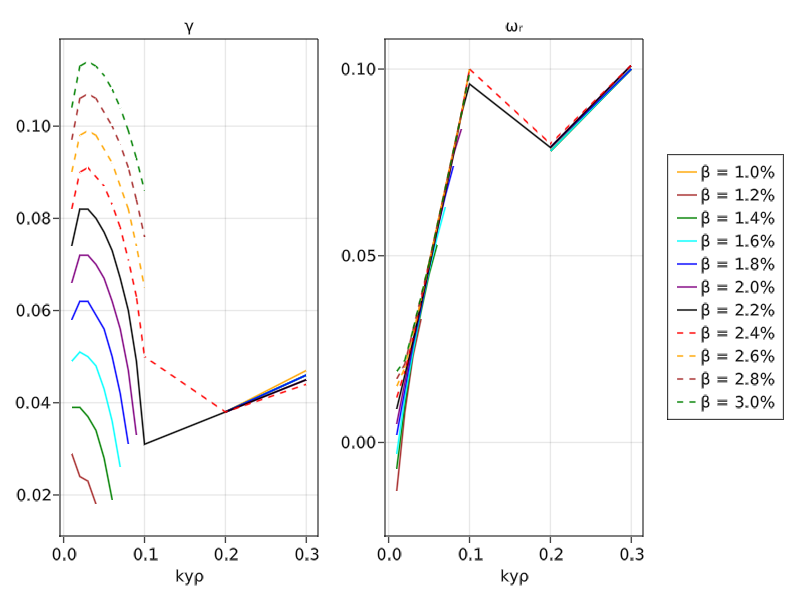 γ
0.10
0.08
0.06
0.04
0.02
0.0
0.1
0.2
0.3
kyρ
ωᵣ
0.10
0.05
0.00
0.0
0.1
0.2
0.3
kyρ
β = 1.0%
β = 1.2%
β = 1.4%
β = 1.6%
β = 1.8%
β = 2.0%
β = 2.2%
β = 2.4%
β = 2.6%
β = 2.8%
β = 3.0%